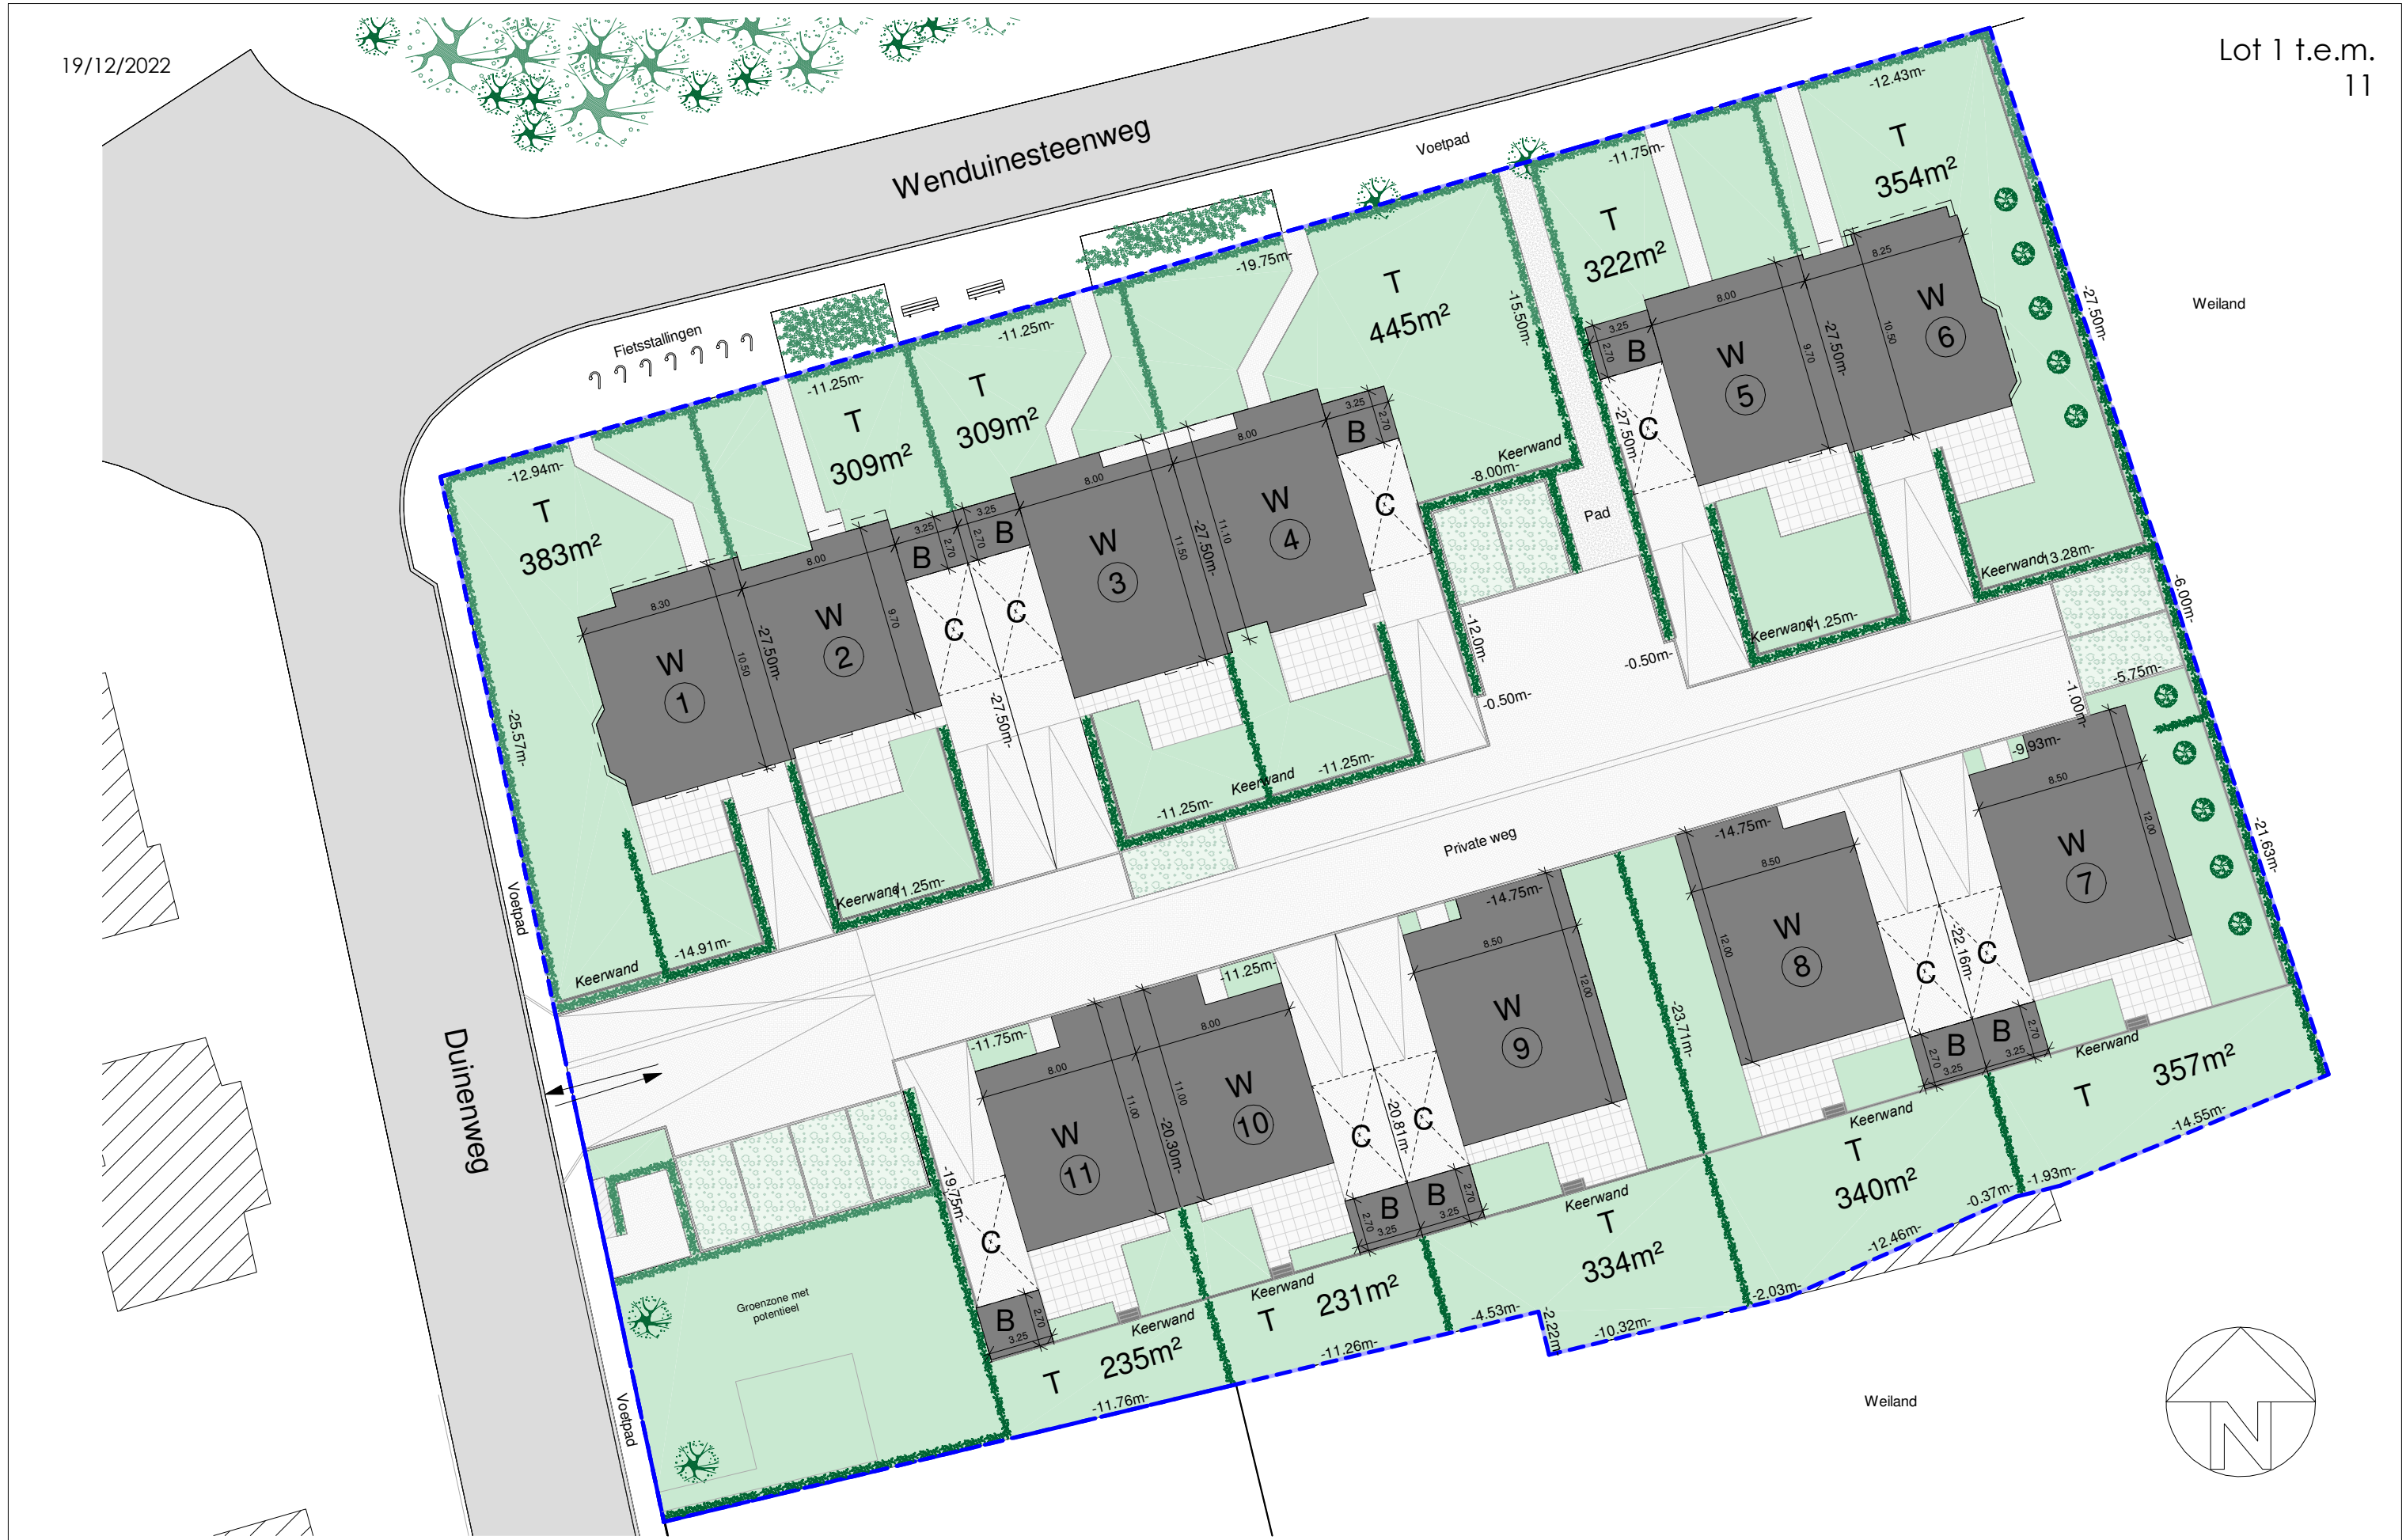 19/12/2022
Lot 1 t.e.m.
11
Wenduinesteenweg
Voetpad
Fietsstallingen
Weiland
-12.94m-
T
383m²
-11.25m-
T
309m²
-11.25m-
T
309m²
-19.75m-
T
445m²
-15.50m-
-11.75m-
T
322m²
-12.43m-
T
354m²
-27.50m-
-25.57m-
8.30
10.50
W
1
-27.50m-
8.00
9.70
W
2
3.25
2.70
B
C
3.25
2.70
B
C
-27.50m-
8.00
11.50
W
3
-27.50m-
8.00
11.10
W
4
3.25
2.70
B
C
Keerwand
-8.00m-
Pad
-12.0m-
-0.50m-
3.25
2.70
B
-27.50m-
C
-0.50m-
8.00
9.70
W
5
-27.50m-
8.25
10.50
W
6
Keerwand
-11.25m-
Keerwand
-13.28m-
-6.00m-
-5.75m-
-1.00m-
Keerwand
-14.91m-
Keerwand
-11.25m-
-11.25m-
Keerwand
-11.25m-
Private weg
Voetpad
Duinenweg
Voetpad
Groenzone met
potentieel
-11.75m-
8.00
11.00
W
11
-19.75m-
C
B
2.70
3.25
Keerwand
T
235m²
-11.76m-
-20.30m-
-11.25m-
8.00
11.00
W
10
C
B
2.70
3.25
Keerwand
T
231m²
-11.26m-
-20.81m-
-14.75m-
8.50
12.00
W
9
C
B
2.70
3.25
Keerwand
T
334m²
-4.53m-
-2.22m-
-10.32m-
-23.71m-
-14.75m-
8.50
12.00
W
8
C
B
2.70
3.25
Keerwand
T
340m²
-2.03m-
-12.46m-
-0.37m-
-22.16m-
-9.93m-
8.50
12.00
W
7
C
B
2.70
3.25
Keerwand
T
357m²
-1.93m-
-14.55m-
-21.63m-
Weiland
N